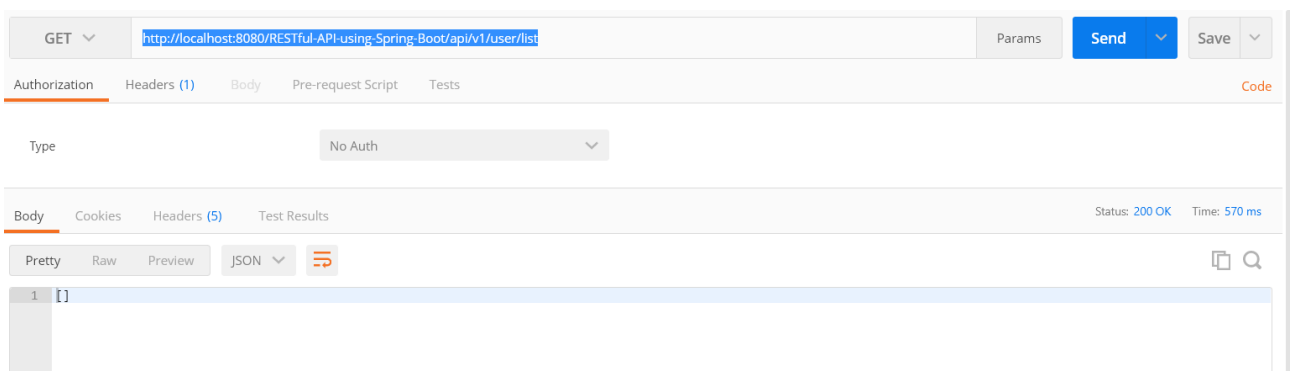 GET http://localhost:8080/RESTful-API-using-Spring-Boot/api/v1/user/list Params Send Save
Authorization Headers (1) Body Pre-request Script Tests Code
Type No Auth
Body Cookies Headers (5) Test Results Status: 200 OK Time: 570 ms
Pretty Raw Preview JSON
1 []